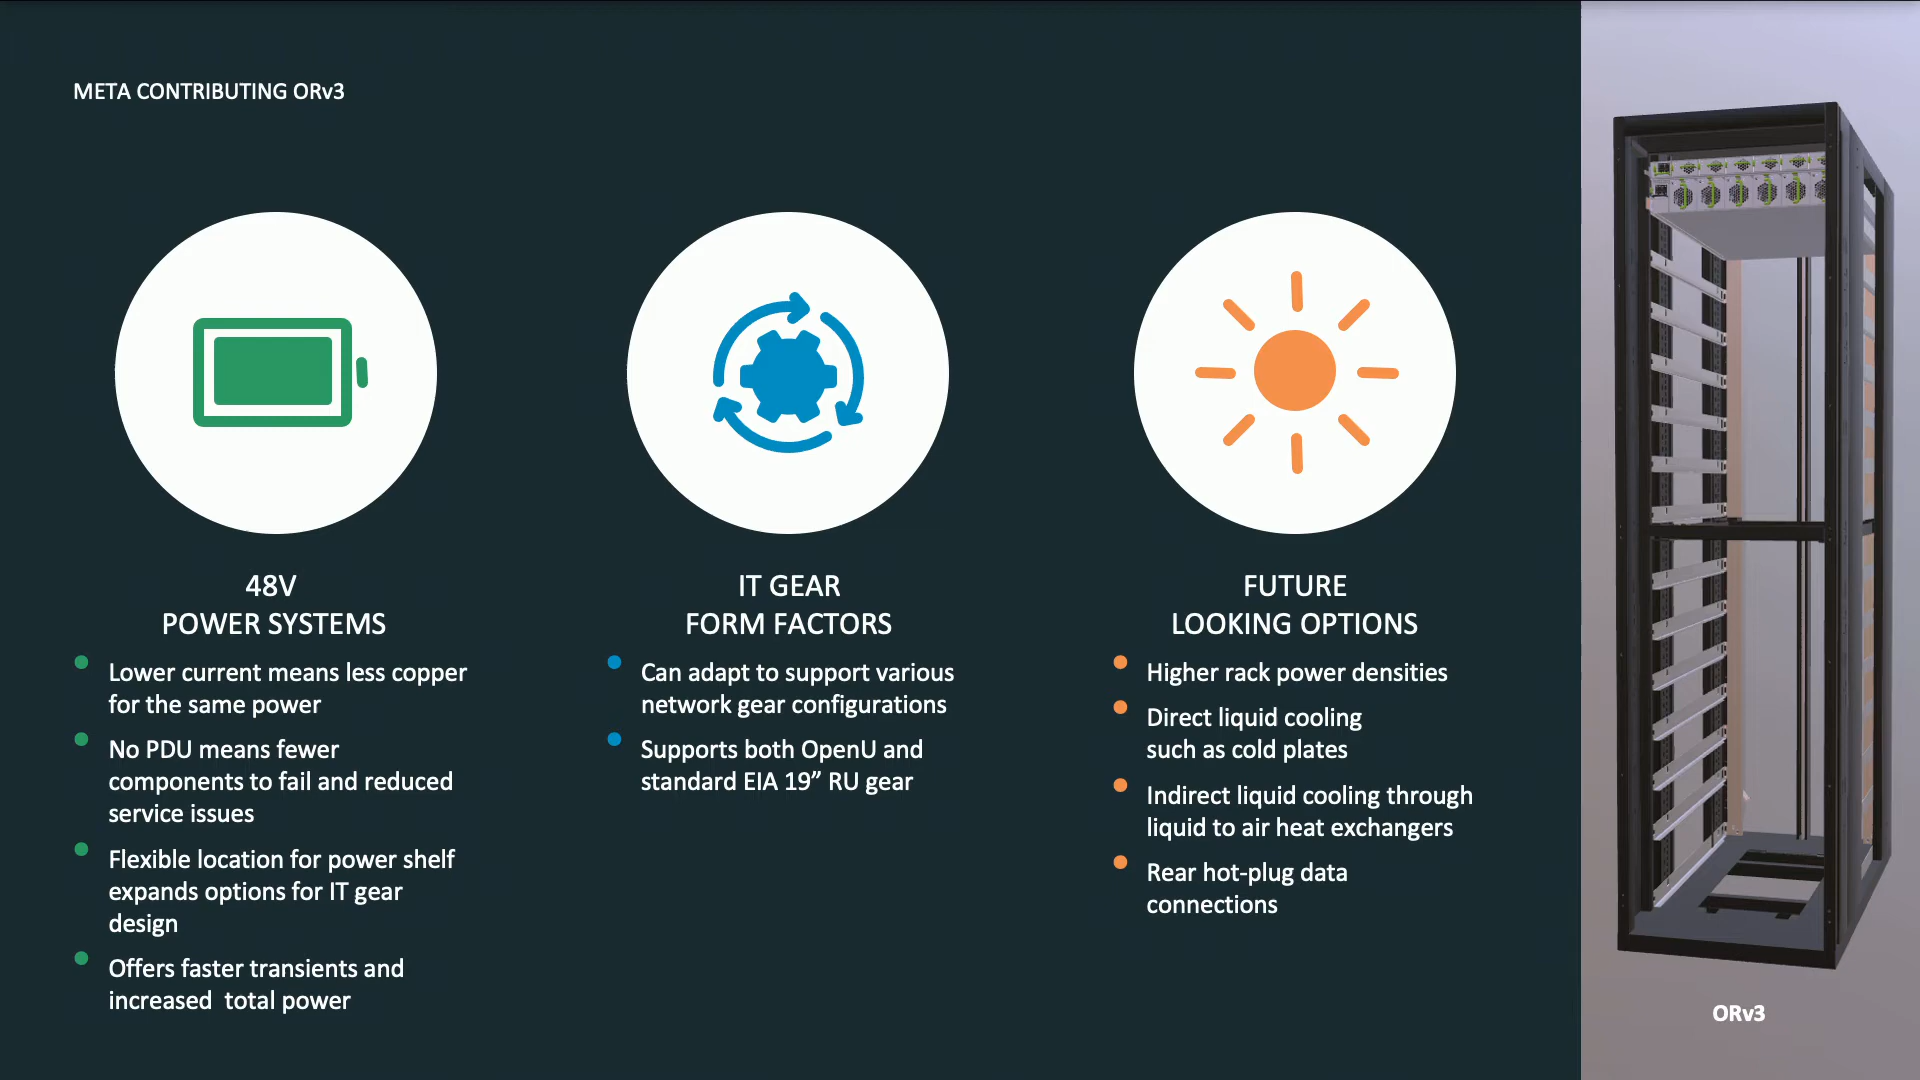 META CONTRIBUTING ORv3
48V
POWER SYSTEMS
Lower current means less copper
for the same power
No PDU means fewer
components to fail and reduced
service issues
Flexible location for power shelf
expands options for IT gear
design
Offers faster transients and
increased  total power
IT GEAR
FORM FACTORS
Can adapt to support various
network gear configurations
Supports both OpenU and
standard EIA 19” RU gear
FUTURE
LOOKING OPTIONS
Higher rack power densities
Direct liquid cooling
such as cold plates
Indirect liquid cooling through
liquid to air heat exchangers
Rear hot-plug data
connections
ORv3